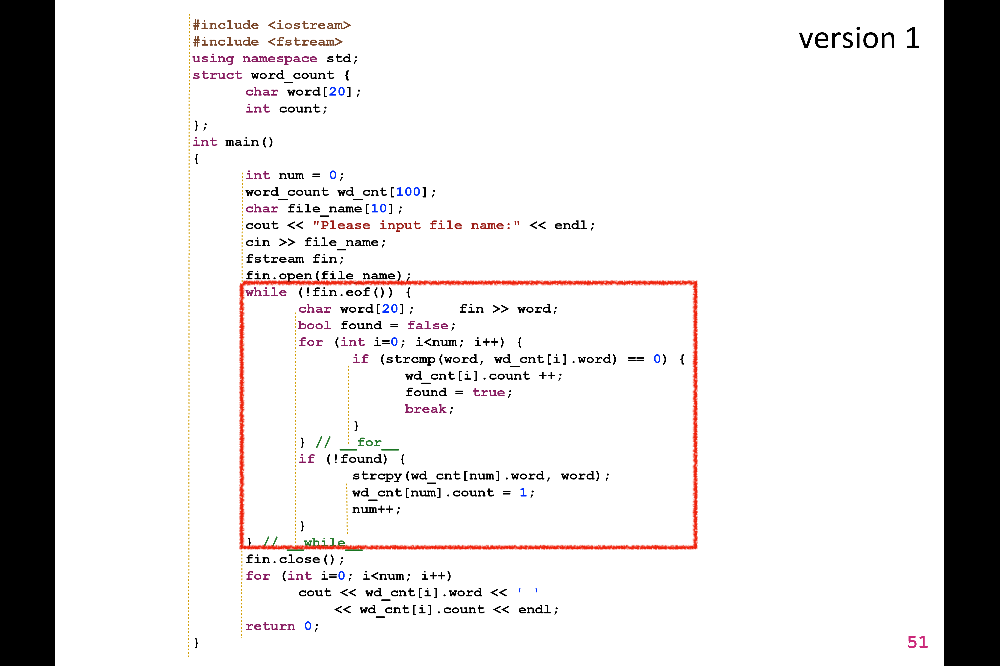 version 1
#include <iostream>
#include <fstream>
using namespace std;
struct word_count {
char word[20];
int count;
};
int main()
{
int num = 0;
word_count wd_cnt[100];
char file_name[10];
cout << "Please input file name:" << endl;
cin >> file_name;
fstream fin;
fin.open(file_name);
while (!fin.eof()) {
char word[20];     fin >> word;
bool found = false;
for (int i=0; i<num; i++) {
if (strcmp(word, wd_cnt[i].word) == 0) {
wd_cnt[i].count ++;
found = true;
break;
}
} // __for__
if (!found) {
strcpy(wd_cnt[num].word, word);
wd_cnt[num].count = 1;
num++;
}
} // __while__
fin.close();
for (int i=0; i<num; i++)
cout << wd_cnt[i].word << ' '
<< wd_cnt[i].count << endl;
return 0;
}
51